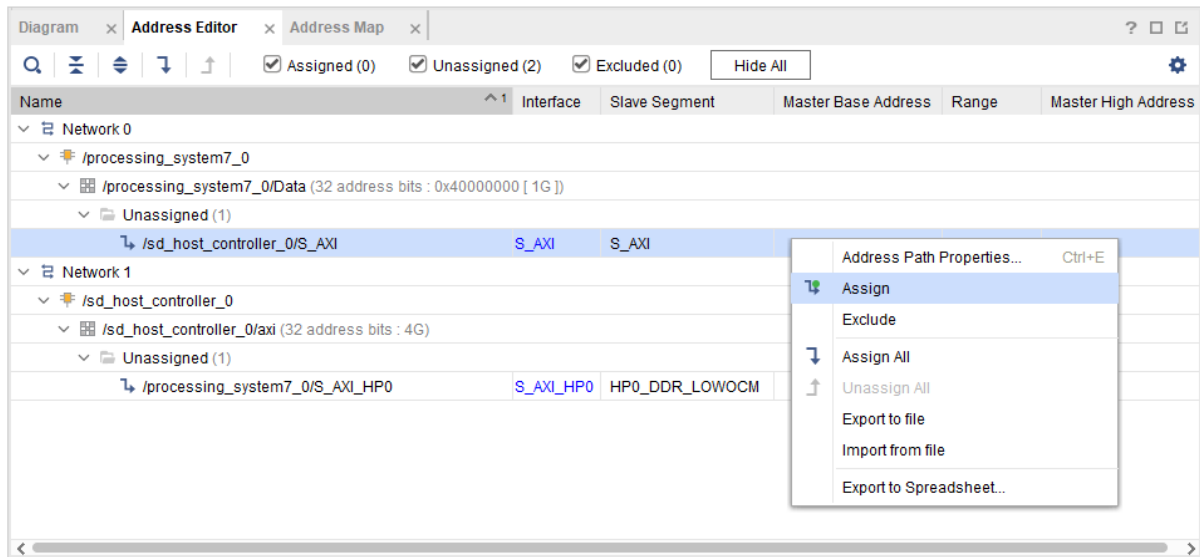 Diagram Address Editor Address Map
Assigned (0) Unassigned (2) Excluded (0) Hide All
Name 1 Interface Slave Segment Master Base Address Range Master High Address
Network 0
/processing_system7_0
/processing_system7_0/Data (32 address bits : 0x40000000 [ 1G ])
Unassigned (1)
/sd_host_controller_0/S_AXI S_AXI S_AXI
Network 1
/sd_host_controller_0
/sd_host_controller_0/axi (32 address bits : 4G)
Unassigned (1)
/processing_system7_0/S_AXI_HP0 S_AXI_HP0 HP0_DDR_LOWOCM
Address Path Properties... Ctrl+E
Assign
Exclude
Assign All
Unassign All
Export to file
Import from file
Export to Spreadsheet...